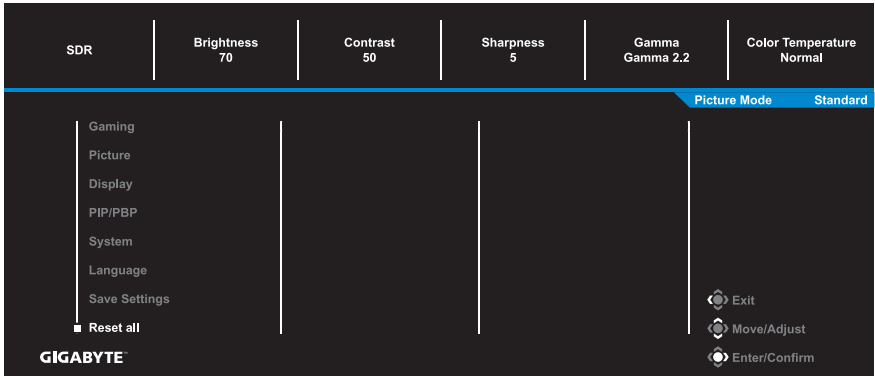 SDR
Brightness
70
Contrast
50
Sharpness
5
Gamma
Gamma 2.2
Color Temperature
Normal
Picture Mode Standard
Gaming
Picture
Display
PIP/PBP
System
Language
Save Settings
Reset all
Exit
Move/Adjust
Enter/Confirm
GIGABYTE™